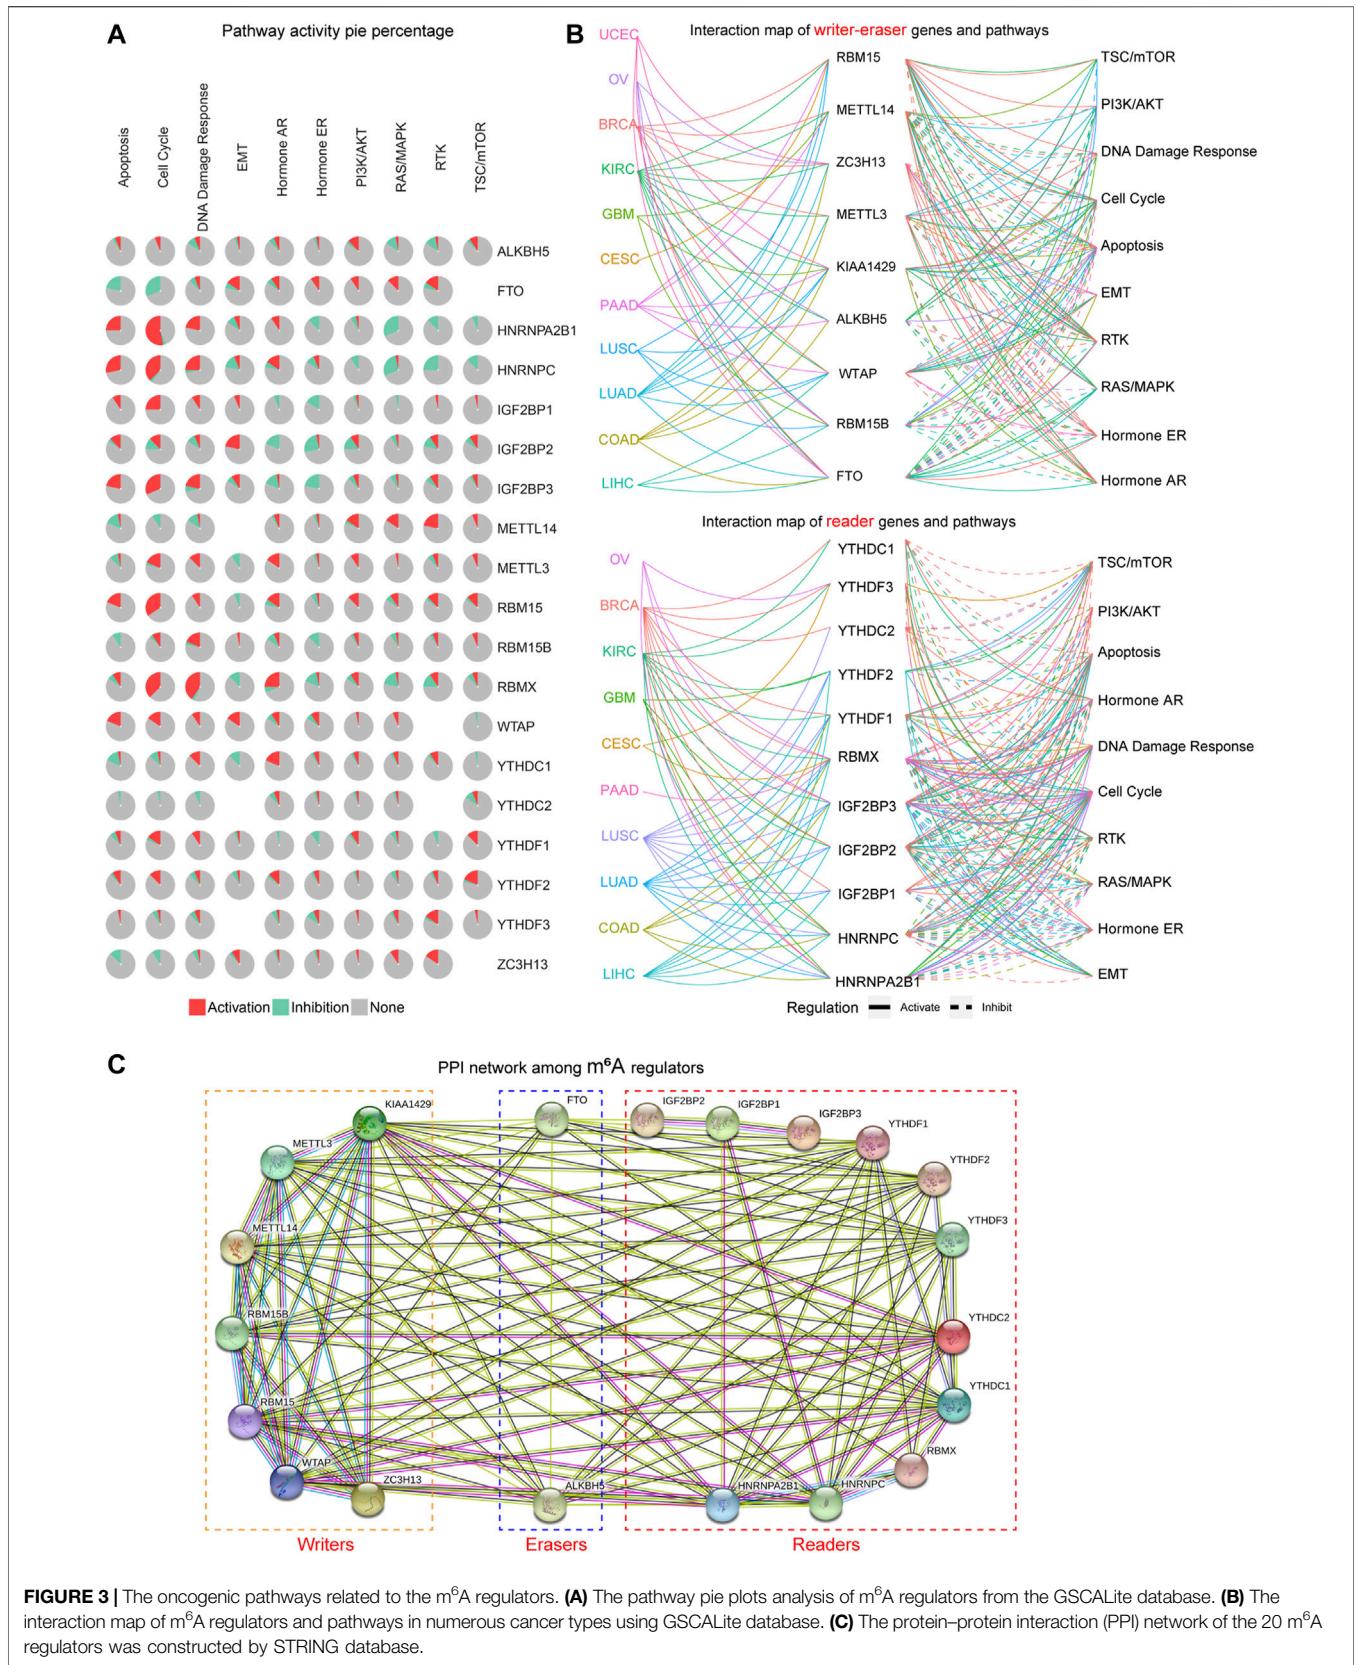 A
Pathway activity pie percentage
Apoptosis
Cell Cycle
DNA Damage Response
EMT
Hormone AR
Hormone ER
PI3K/AKT
RAS/MAPK
RTK
TSC/mTOR
ALKBH5
FTO
HNRNPA2B1
HNRNPC
IGF2BP1
IGF2BP2
IGF2BP3
METTL14
METTL3
RBM15
RBM15B
RBMX
WTAP
YTHDC1
YTHDC2
YTHDF1
YTHDF2
YTHDF3
ZC3H13
Activation Inhibition None
B
Interaction map of writer-eraser genes and pathways
UCEC
OV
BRCA
KIRC
GBM
CESC
PAAD
LUSC
LUAD
COAD
LIHC
RBM15
METTL14
ZC3H13
METTL3
KIAA1429
ALKBH5
WTAP
RBM15B
FTO
TSC/mTOR
PI3K/AKT
DNA Damage Response
Cell Cycle
Apoptosis
EMT
RTK
RAS/MAPK
Hormone ER
Hormone AR
Interaction map of reader genes and pathways
OV
BRCA
KIRC
GBM
CESC
PAAD
LUSC
LUAD
COAD
LIHC
YTHDC1
YTHDF3
YTHDC2
YTHDF2
YTHDF1
RBMX
IGF2BP3
IGF2BP2
IGF2BP1
HNRNPC
HNRNPA2B1
TSC/mTOR
PI3K/AKT
Apoptosis
Hormone AR
DNA Damage Response
Cell Cycle
RTK
RAS/MAPK
Hormone ER
EMT
Regulation Activate Inhibit
C
PPI network among m⁶A regulators
KIAA1429
METTL3
METTL14
RBM15B
RBM15
WTAP
ZC3H13
FTO
ALKBH5
IGF2BP2
IGF2BP1
IGF2BP3
YTHDF1
YTHDF2
YTHDF3
YTHDC2
YTHDC1
RBMX
HNRNPC
HNRNPA2B1
Writers
Erasers
Readers
FIGURE 3 | The oncogenic pathways related to the m⁶A regulators. (A) The pathway pie plots analysis of m⁶A regulators from the GSCALite database. (B) The
interaction map of m⁶A regulators and pathways in numerous cancer types using GSCALite database. (C) The protein–protein interaction (PPI) network of the 20 m⁶A
regulators was constructed by STRING database.